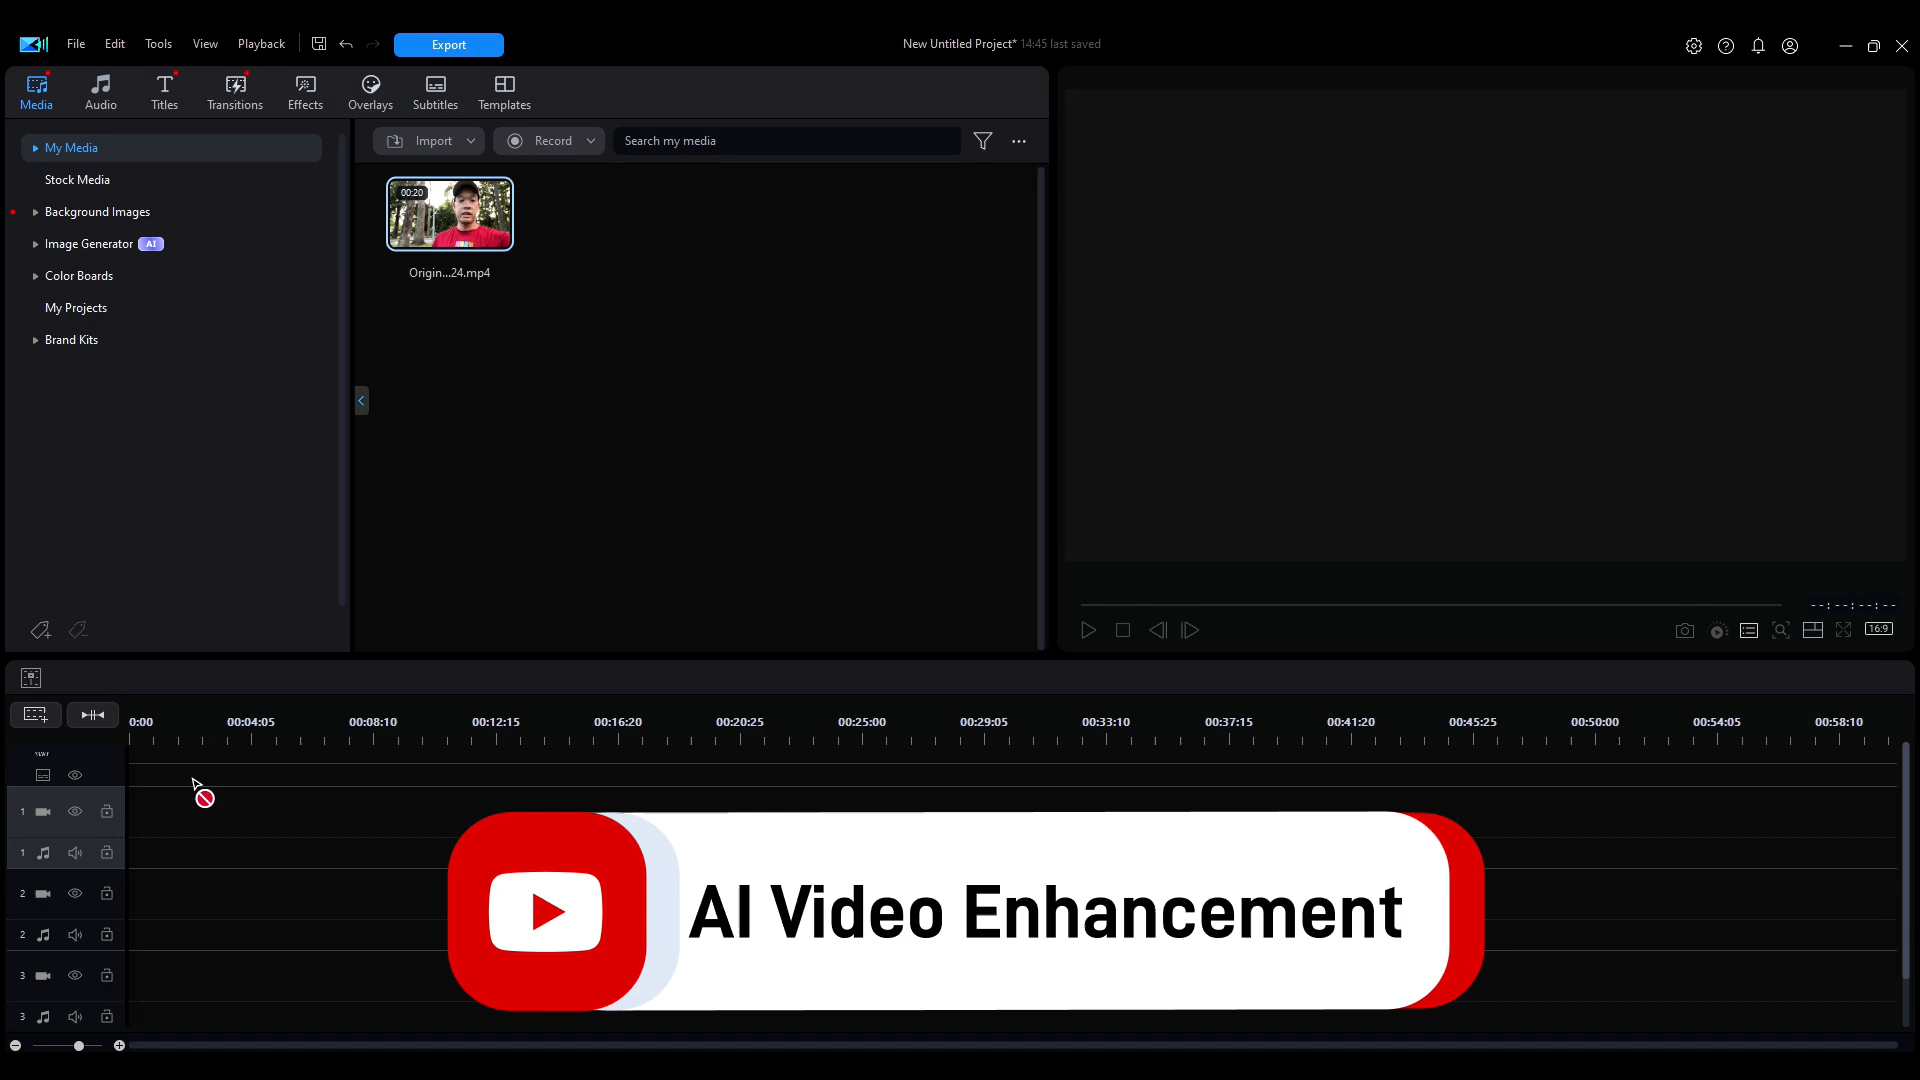 File Edit Tools View Playback Export New Untitled Project* 14:45 last saved
Media Audio Titles Transitions Effects Overlays Subtitles Templates
My Media
Stock Media
Background Images
Image Generator AI
Color Boards
My Projects
Brand Kits
Import Record Search my media
00:20
Origin...24.mp4
--:--:--:--
16:9
0:00 00:04:05 00:08:10 00:12:15 00:16:20 00:20:25 00:25:00 00:29:05 00:33:10 00:37:15 00:41:20 00:45:25 00:50:00 00:54:05 00:58:10
1
1
2
2
3
3
AI Video Enhancement